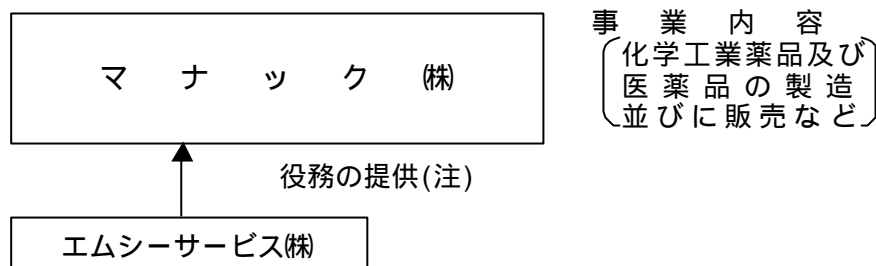 事業内容
マナック㈱
化学工業薬品及び
医薬品の製造
並びに販売など
役務の提供(注)
エムシーサービス㈱